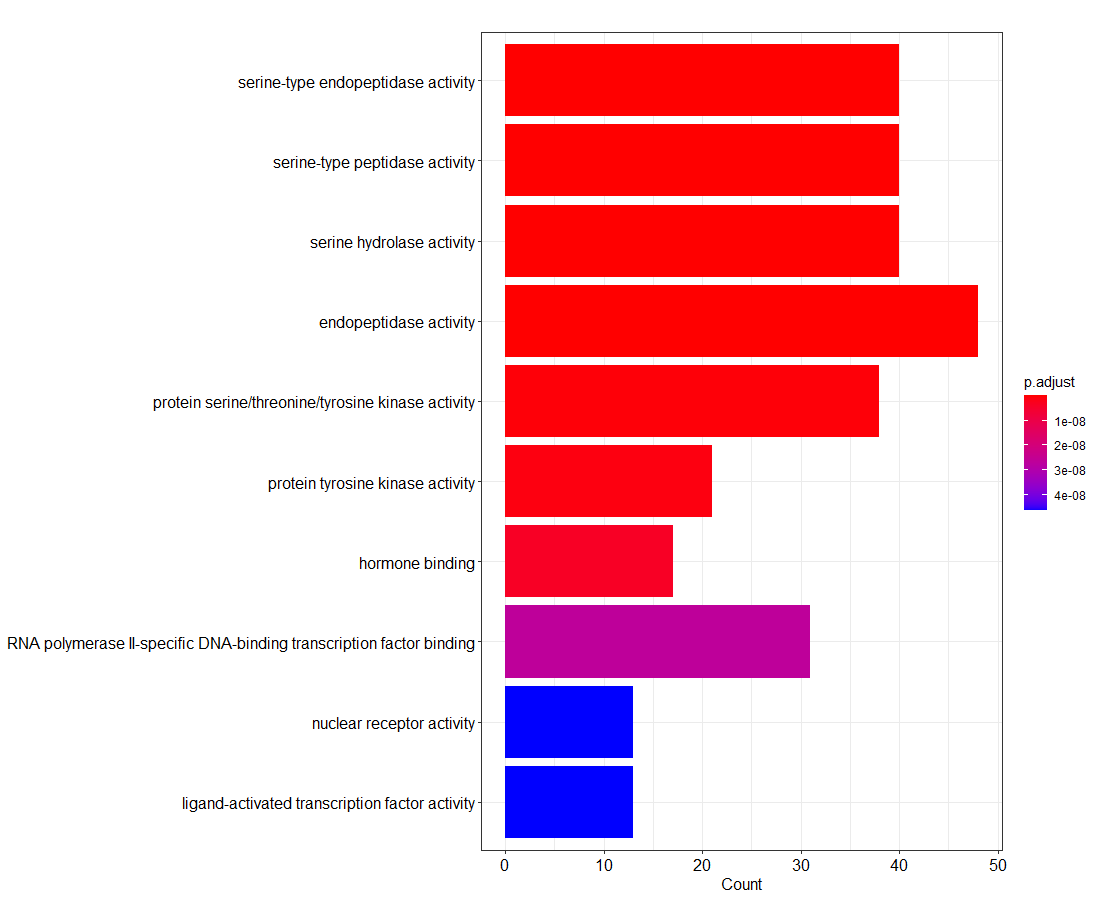 serine-type endopeptidase activity
serine-type peptidase activity
serine hydrolase activity
endopeptidase activity
protein serine/threonine/tyrosine kinase activity
protein tyrosine kinase activity
hormone binding
RNA polymerase II-specific DNA-binding transcription factor binding
nuclear receptor activity
ligand-activated transcription factor activity
0 10 20 30 40 50
Count
p.adjust
1e-08
2e-08
3e-08
4e-08